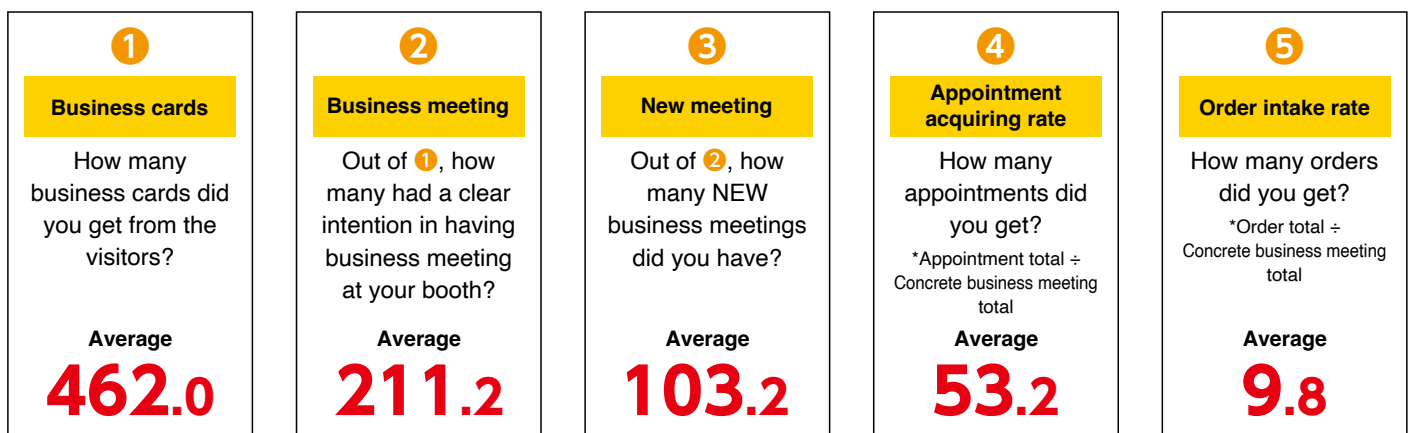 1
Business cards
How many
business cards did
you get from the
visitors?
Average
462.0
2
Business meeting
Out of 1, how
many had a clear
intention in having
business meeting
at your booth?
Average
211.2
3
New meeting
Out of 2, how
many NEW
business meetings
did you have?
Average
103.2
4
Appointment
acquiring rate
How many
appointments did
you get?
*Appointment total ÷
Concrete business meeting
total
Average
53.2
5
Order intake rate
How many orders
did you get?
*Order total ÷
Concrete business meeting
total
Average
9.8